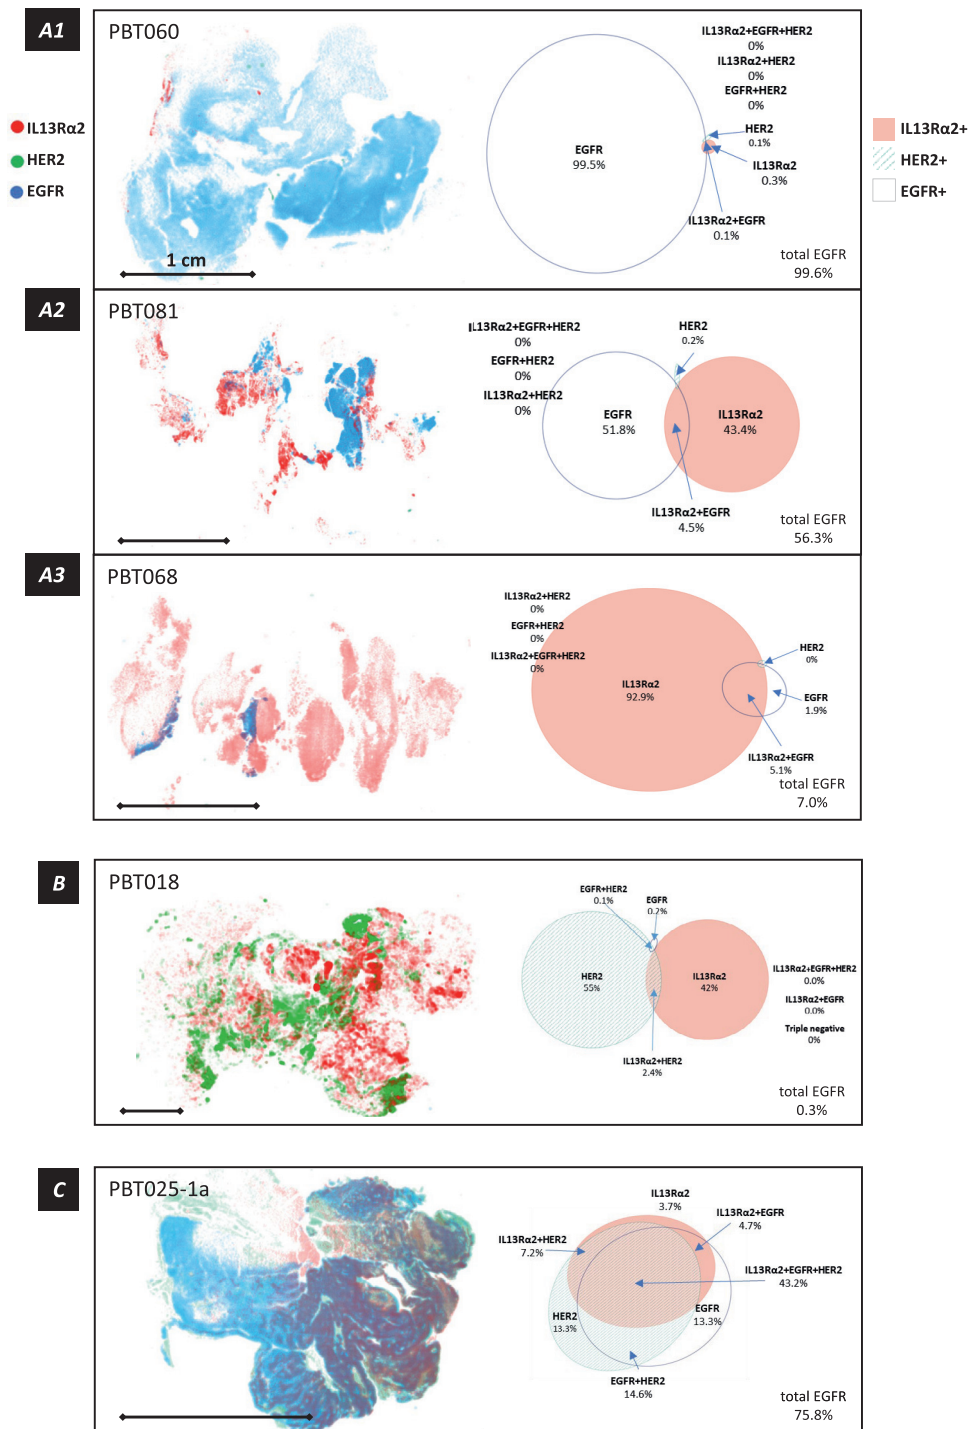 A1
PBT060
IL13Rα2
HER2
EGFR
1 cm
IL13Rα2+EGFR+HER2
0%
IL13Rα2+HER2
0%
EGFR+HER2
0%
HER2
0.1%
IL13Rα2
0.3%
EGFR
99.5%
IL13Rα2+EGFR
0.1%
total EGFR
99.6%
IL13Rα2+
HER2+
EGFR+
A2
PBT081
IL13Rα2+EGFR+HER2
0%
EGFR+HER2
0%
IL13Rα2+HER2
0%
HER2
0.2%
EGFR
51.8%
IL13Rα2
43.4%
IL13Rα2+EGFR
4.5%
total EGFR
56.3%
A3
PBT068
IL13Rα2+HER2
0%
EGFR+HER2
0%
IL13Rα2+EGFR+HER2
0%
IL13Rα2
92.9%
HER2
0%
EGFR
1.9%
IL13Rα2+EGFR
5.1%
total EGFR
7.0%
B
PBT018
EGFR+HER2
0.1%
EGFR
0.2%
HER2
55%
IL13Rα2
42%
IL13Rα2+EGFR+HER2
0.0%
IL13Rα2+EGFR
0.0%
Triple negative
0%
IL13Rα2+HER2
2.4%
total EGFR
0.3%
C
PBT025-1a
IL13Rα2
3.7%
IL13Rα2+EGFR
4.7%
IL13Rα2+HER2
7.2%
IL13Rα2+EGFR+HER2
43.2%
HER2
13.3%
EGFR
13.3%
EGFR+HER2
14.6%
total EGFR
75.8%